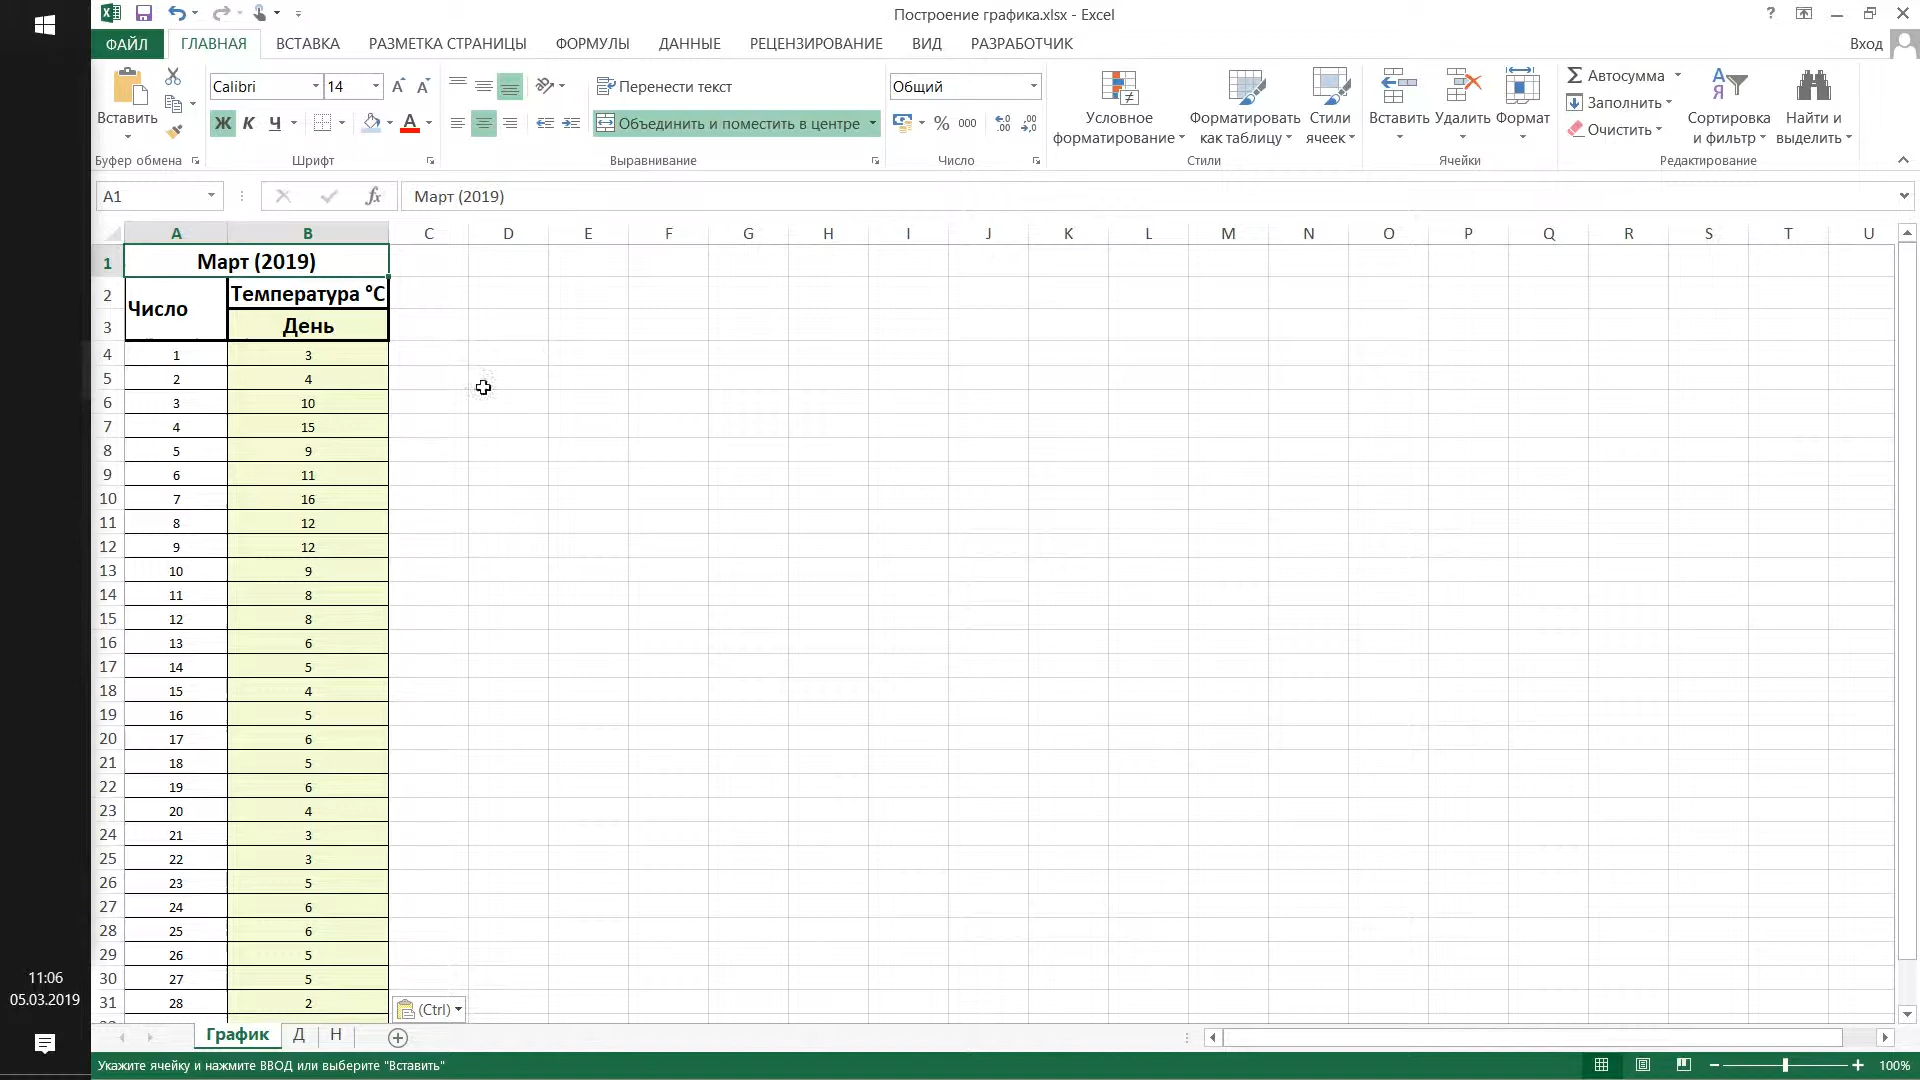 Построение графика.xlsx - Excel
?
ФАЙЛ ГЛАВНАЯ ВСТАВКА РАЗМЕТКА СТРАНИЦЫ ФОРМУЛЫ ДАННЫЕ РЕЦЕНЗИРОВАНИЕ ВИД РАЗРАБОТЧИК Вход
Вставить
Буфер обмена
Calibri 14
Ж К Ч А
Шрифт
Перенести текст
Объединить и поместить в центре
Выравнивание
Общий
% 000
Число
Условное форматирование
Форматировать как таблицу
Стили ячеек
Стили
Вставить Удалить Формат
Ячейки
Автосумма
Заполнить
Очистить
Сортировка и фильтр
Найти и выделить
Редактирование
A1 fx Март (2019)
A B C D E F G H I J K L M N O P Q R S T U
1 Март (2019)
2 Число Температура °C
3 День
4 1 3
5 2 4
6 3 10
7 4 15
8 5 9
9 6 11
10 7 16
11 8 12
12 9 12
13 10 9
14 11 8
15 12 8
16 13 6
17 14 5
18 15 4
19 16 5
20 17 6
21 18 5
22 19 6
23 20 4
24 21 3
25 22 3
26 23 5
27 24 6
28 25 6
29 26 5
30 27 5
31 28 2
(Ctrl)
График Д Н
Укажите ячейку и нажмите ВВОД или выберите "Вставить"
100%
11:06
05.03.2019